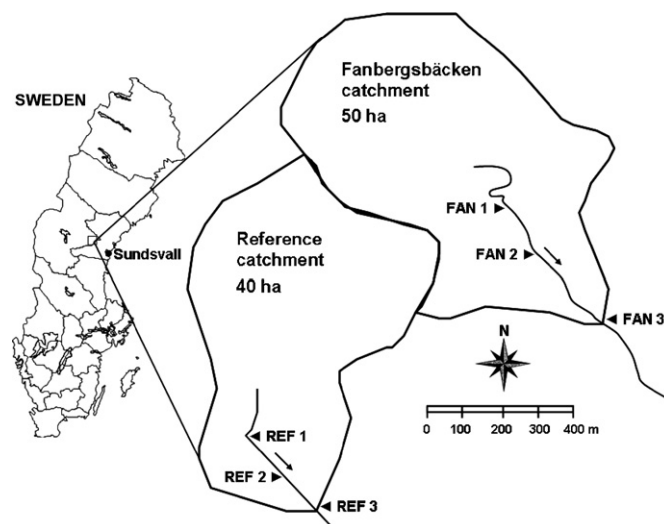 SWEDEN
Sundsvall
Fanbergsbäcken
catchment
50 ha
FAN 1
FAN 2
FAN 3
Reference
catchment
40 ha
REF 1
REF 2
REF 3
N
0 100 200 300 400 m